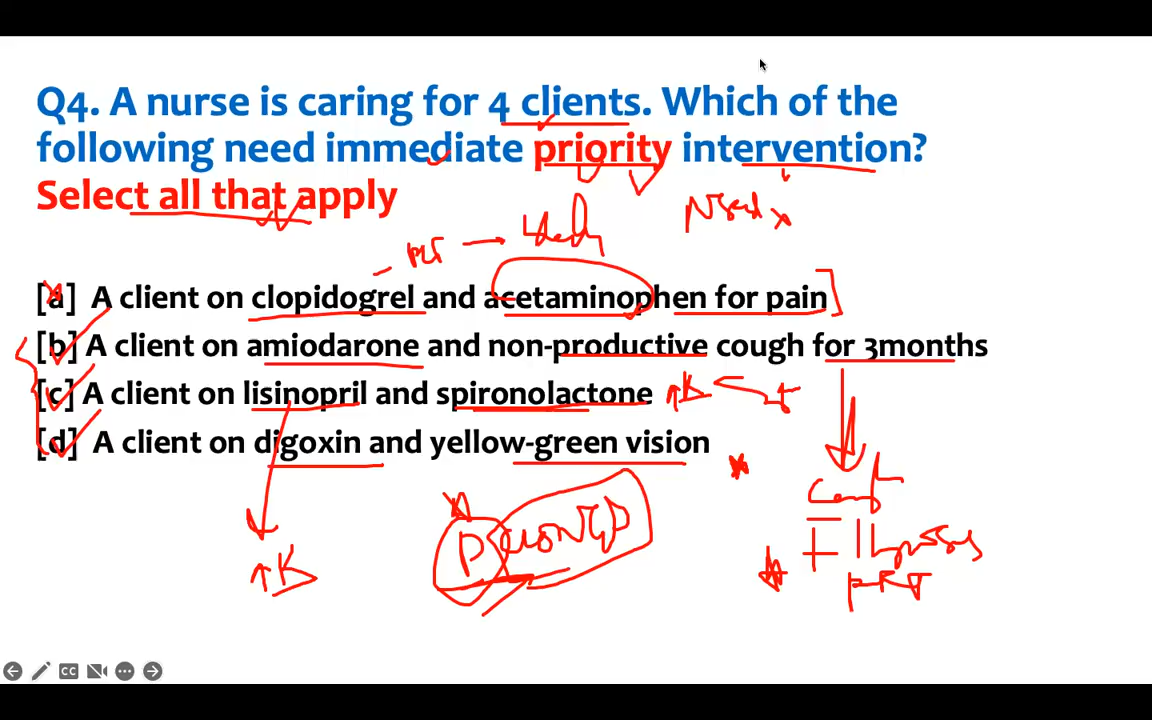 Q4. A nurse is caring for 4 clients. Which of the
following need immediate priority intervention?
Select all that apply
Nsed x
[a] A client on clopidogrel and acetaminophen for pain
[b] A client on amiodarone and non-productive cough for 3months
[c] A client on lisinopril and spironolactone ↑K
[d] A client on digoxin and yellow-green vision
↑K
CC